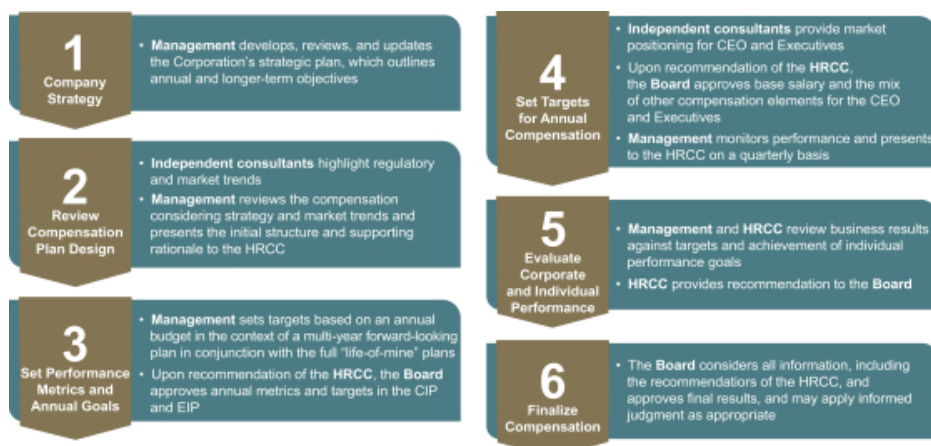 1
Company
Strategy
• Management develops, reviews, and updates
the Corporation's strategic plan, which outlines
annual and longer-term objectives
2
Review
Compensation
Plan Design
• Independent consultants highlight regulatory
and market trends
• Management reviews the compensation
considering strategy and market trends and
presents the initial structure and supporting
rationale to the HRCC
3
Set Performance
Metrics and
Annual Goals
• Management sets targets based on an annual
budget in the context of a multi-year forward-looking
plan in conjunction with the full "life-of-mine" plans
• Upon recommendation of the HRCC, the Board
approves annual metrics and targets in the CIP
and EIP
4
Set Targets
for Annual
Compensation
• Independent consultants provide market
positioning for CEO and Executives
• Upon recommendation of the HRCC,
the Board approves base salary and the mix
of other compensation elements for the CEO
and Executives
• Management monitors performance and presents
to the HRCC on a quarterly basis
5
Evaluate
Corporate
and Individual
Performance
• Management and HRCC review business results
against targets and achievement of individual
performance goals
• HRCC provides recommendation to the Board
6
Finalize
Compensation
• The Board considers all information, including
the recommendatiors of the HRCC, and
approves final results, and may apply informed
judgment as appropriate